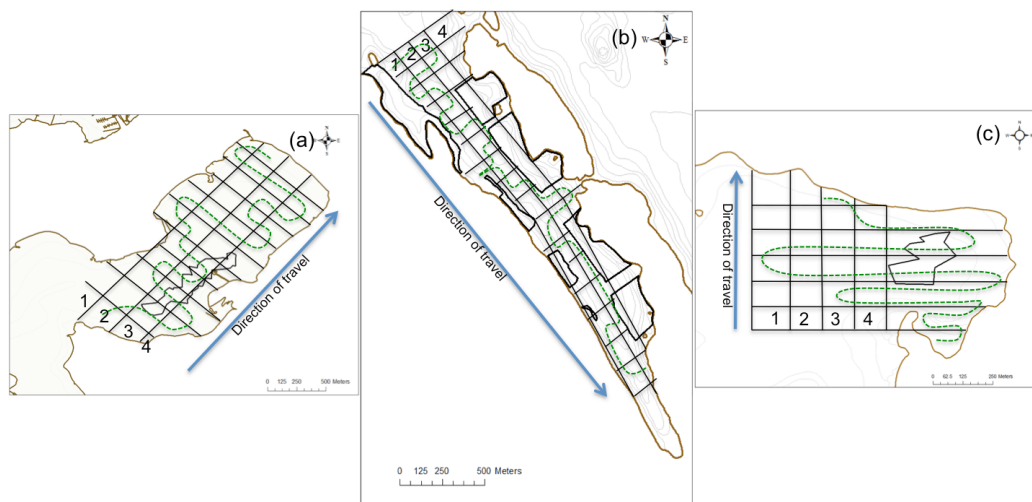 (a)
N
W E
S
1
2
3
4
Direction of travel
0 125 250 500 Meters
(b)
N
W E
S
1 2 3 4
Direction of travel
0 125 250 500 Meters
(c)
N
W E
S
Direction of travel
1 2 3 4
0 62.5 125 250 Meters